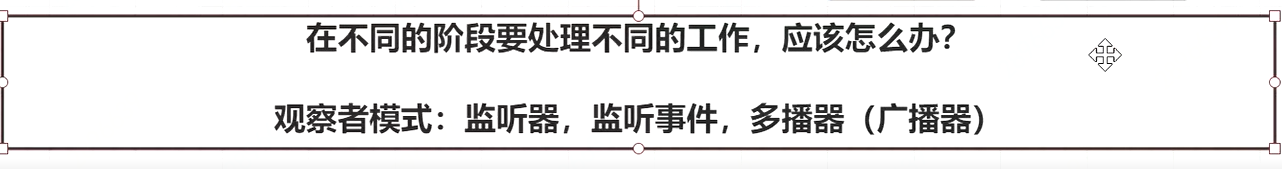 在不同的阶段要处理不同的工作，应该怎么办？
观察者模式：监听器，监听事件，多播器（广播器）